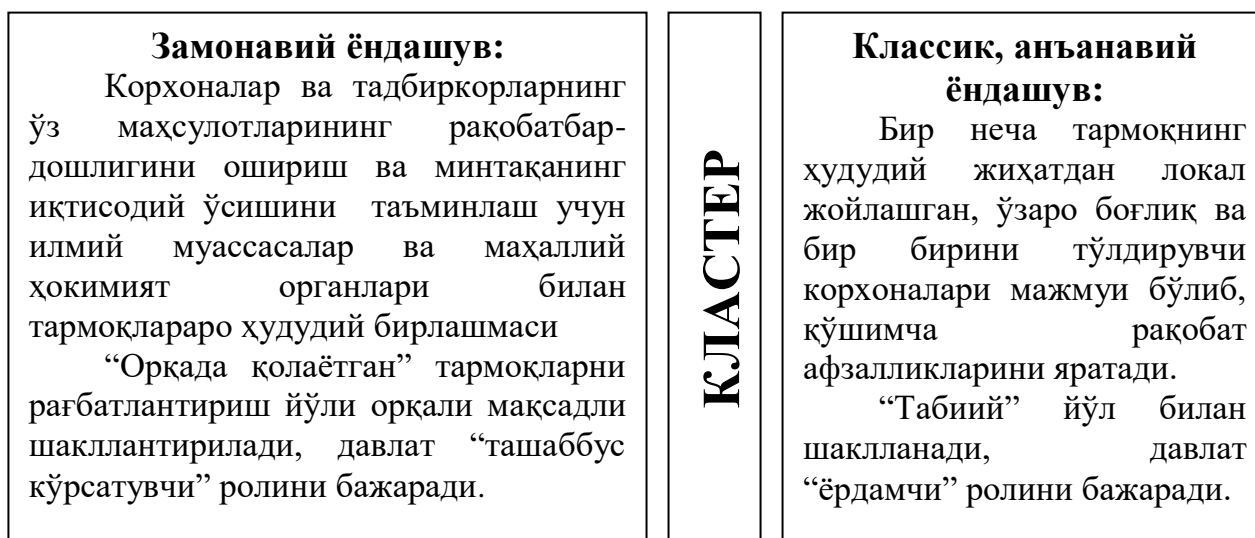 Замонавий ёндашув:
Корхоналар ва тадбиркорларнинг
ўз маҳсулотларининг рақобатбар-
дошлигини ошириш ва минтақанинг
иқтисодий ўсишини таъминлаш учун
илмий муассасалар ва маҳаллий
ҳокимият органлари билан
тармоқлараро ҳудудий бирлашмаси
“Орқада қолаётган” тармоқларни
рағбатлантириш йўли орқали мақсадли
шакллантирилади, давлат “ташаббус
кўрсатувчи” ролини бажаради.
КЛАСТЕР
Классик, анъанавий
ёндашув:
Бир неча тармоқнинг
ҳудудий жиҳатдан локал
жойлашган, ўзаро боғлиқ ва
бир бирини тўлдирувчи
корхоналари мажмуи бўлиб,
қўшимча рақобат
афзалликларини яратади.
“Табиий” йўл билан
шаклланади, давлат
“ёрдамчи” ролини бажаради.